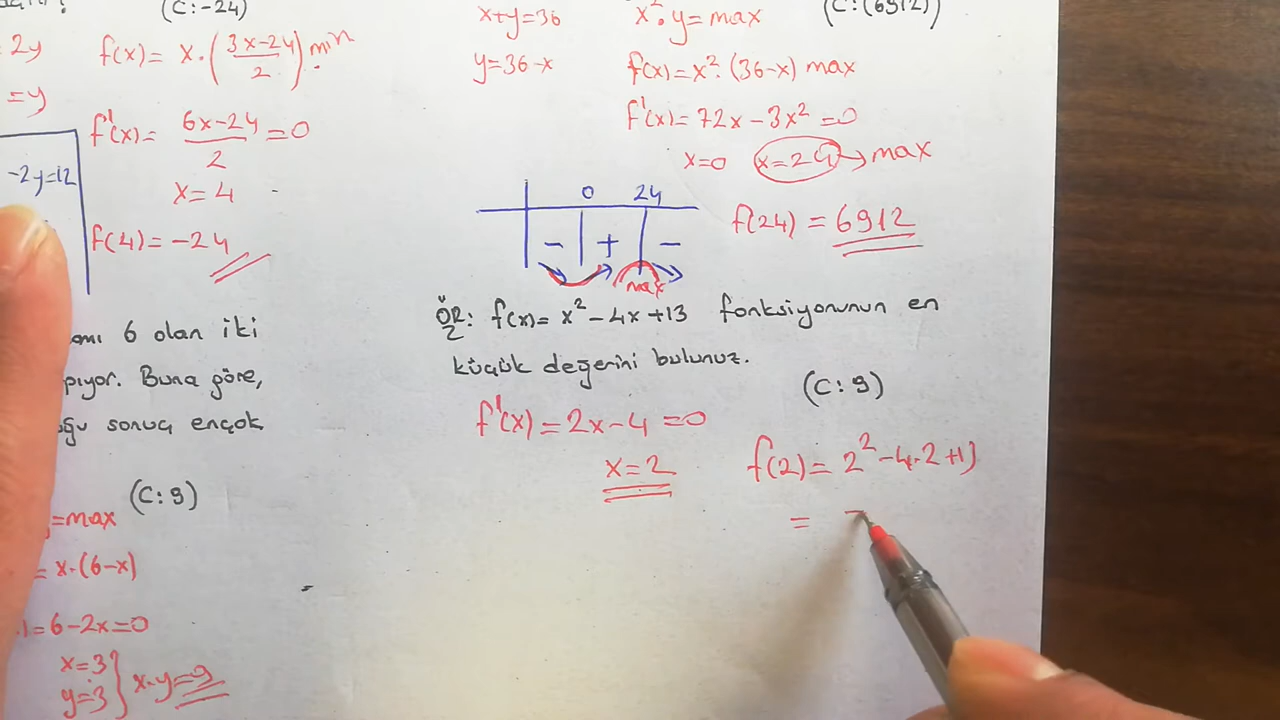 (C:-24)
= 2y
f(x) = x·(3x-24/2) min
= y
f'(x) = 6x-24/2 = 0
-2y=12
x = 4
f(4) = -24
6 olan iki
pıyor. Buna göre,
sonuç ençok
(C:9)
=max
= x·(6-x)
= 6-2x=0
x=3
y=3
x·y=9
x+y=36
x²·y = max
(C:(6912))
y=36-x
f(x)=x²·(36-x) max
f'(x)=72x-3x²=0
x=0 x=24→max
0 24
- + -
max
f(24) = 6912
ÖR: f(x)= x²-4x+13 fonksiyonunun en
2
küçük değerini bulunuz.
(C:9)
f'(x) = 2x-4 =0
x=2
f(2) = 2²-4.2+13
= -